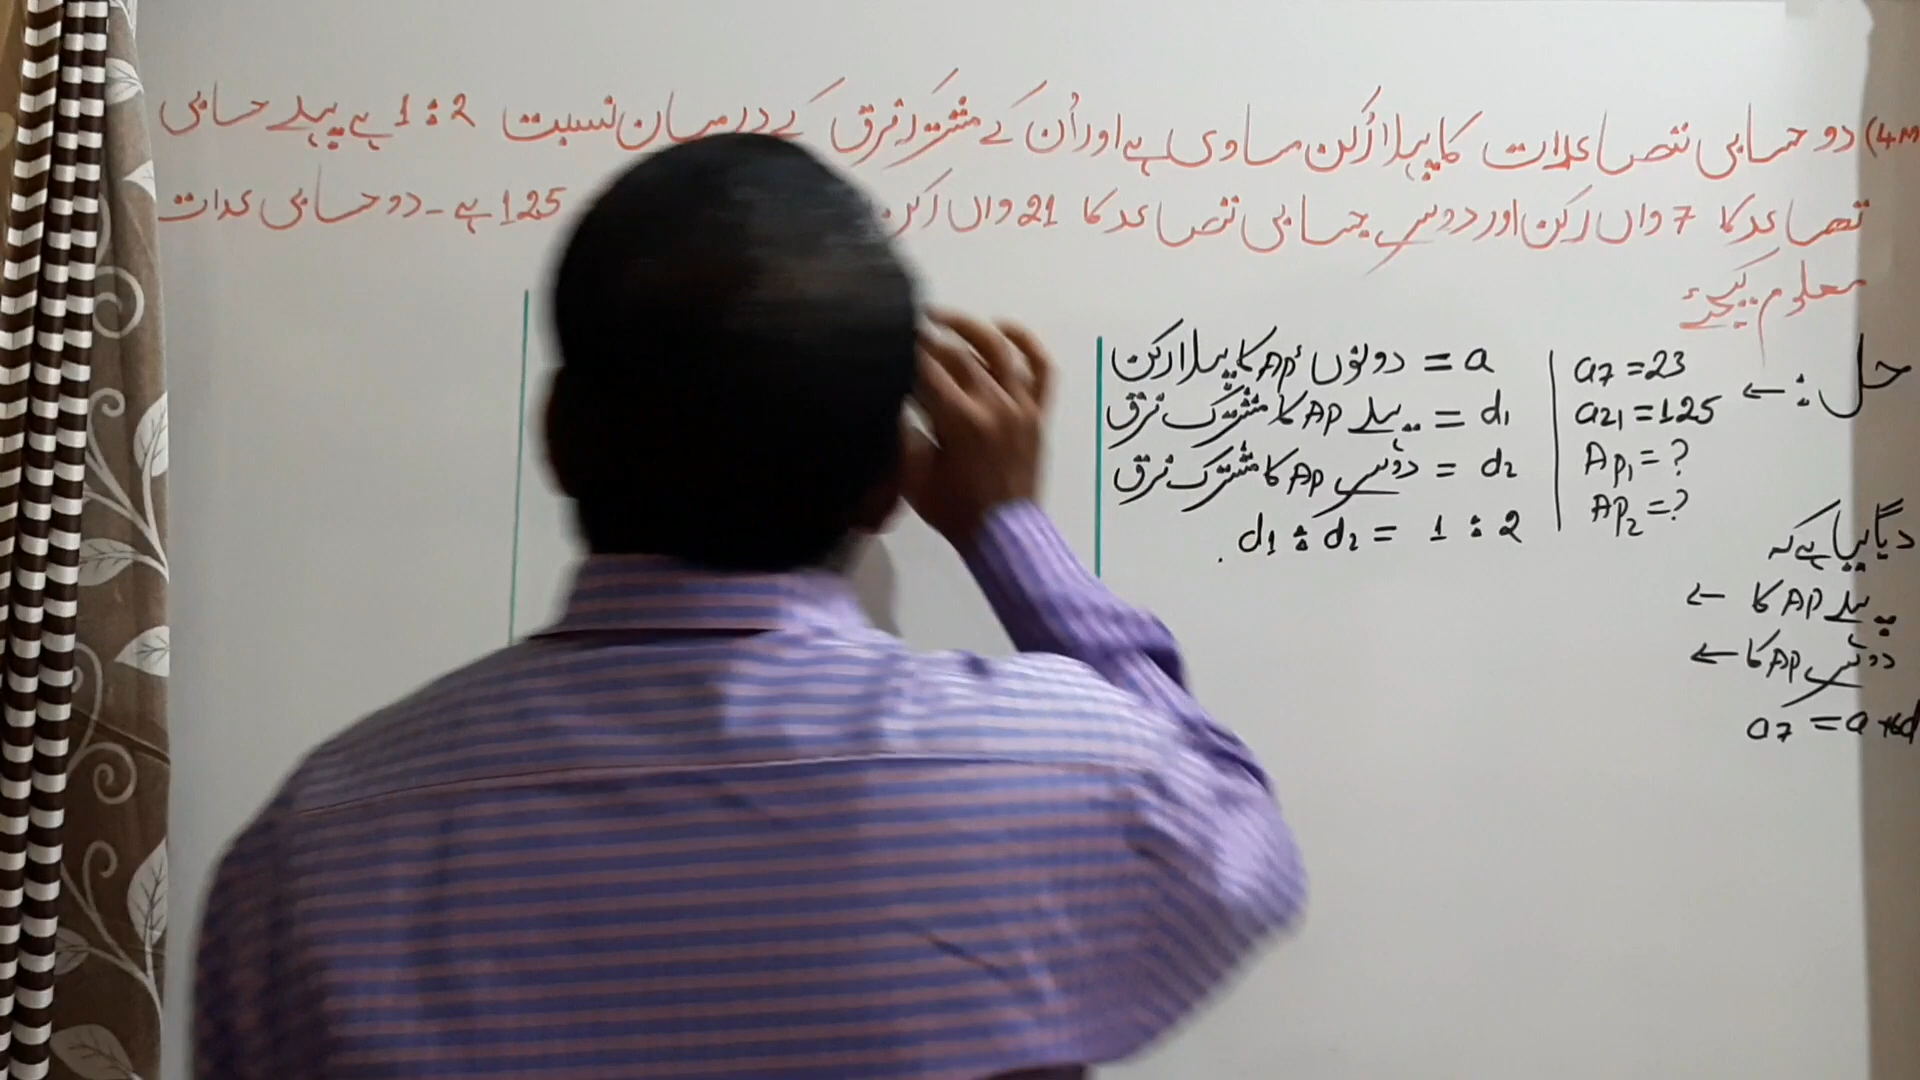 (4M دو حسابی تصاعدات کا پہلا رُکن مساوی ہے اور اُن کے مشترک فرق کے درمیان نسبت 2 : 1 ہے پہلے حسابی
تصاعد کا 7 واں رکن اور دوسرے حسابی تصاعد کا 21 واں رکن 125 ہے۔ دو حسابی عدات
معلوم کیجئے
حل :ـ ←
a7 = 23
a21 = 125
AP1 = ?
AP2 = ?
a = دونوں AP' کا پہلا رکن
d1 = پہلے AP کا مشترک فرق
d2 = دوسرے AP کا مشترک فرق
d1 : d2 = 1 : 2
دیا گیا ہے کہ
پہلے AP کا ←
دوسرے AP کا ←
a7 = a+6d